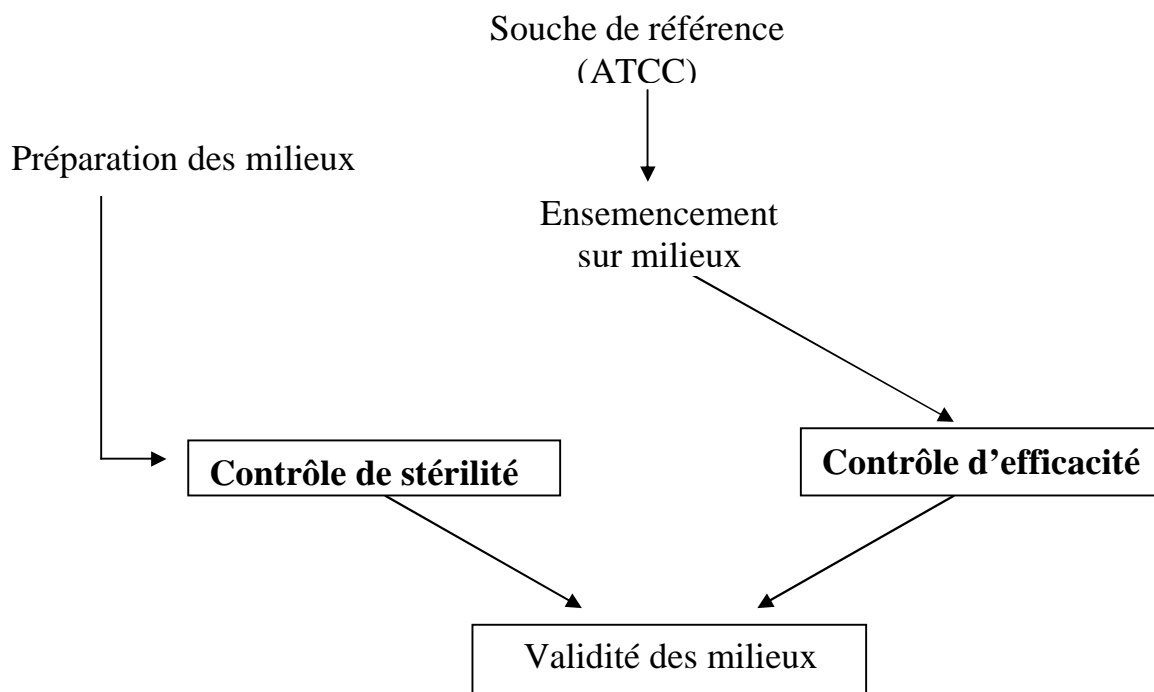 Souche de référence
(ATCC)
Préparation des milieux
Ensemencement
sur milieux
Contrôle de stérilité
Contrôle d’efficacité
Validité des milieux